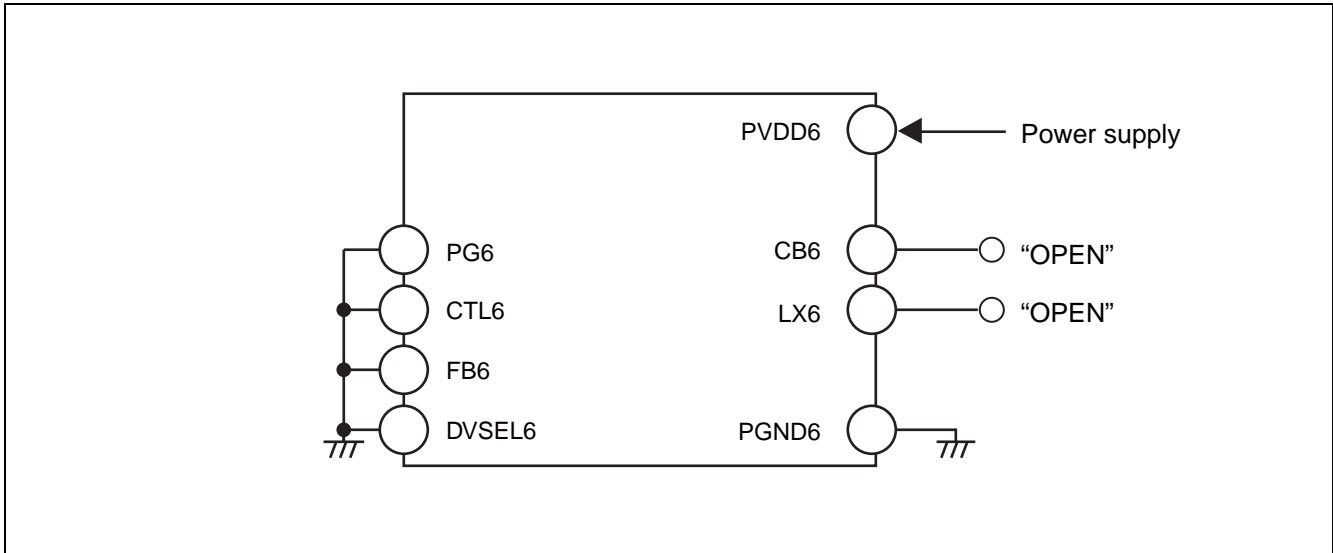 PVDD6
Power supply
PG6
CB6
“OPEN”
CTL6
LX6
“OPEN”
FB6
DVSEL6
PGND6